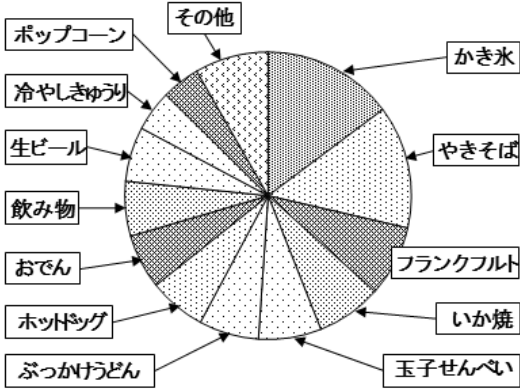 その他
ポップコーン
かき氷
冷やしきゅうり
生ビール
やきそば
飲み物
おでん
フランクフルト
ホットドッグ
いか焼
ぶっかけうどん
玉子せんべい